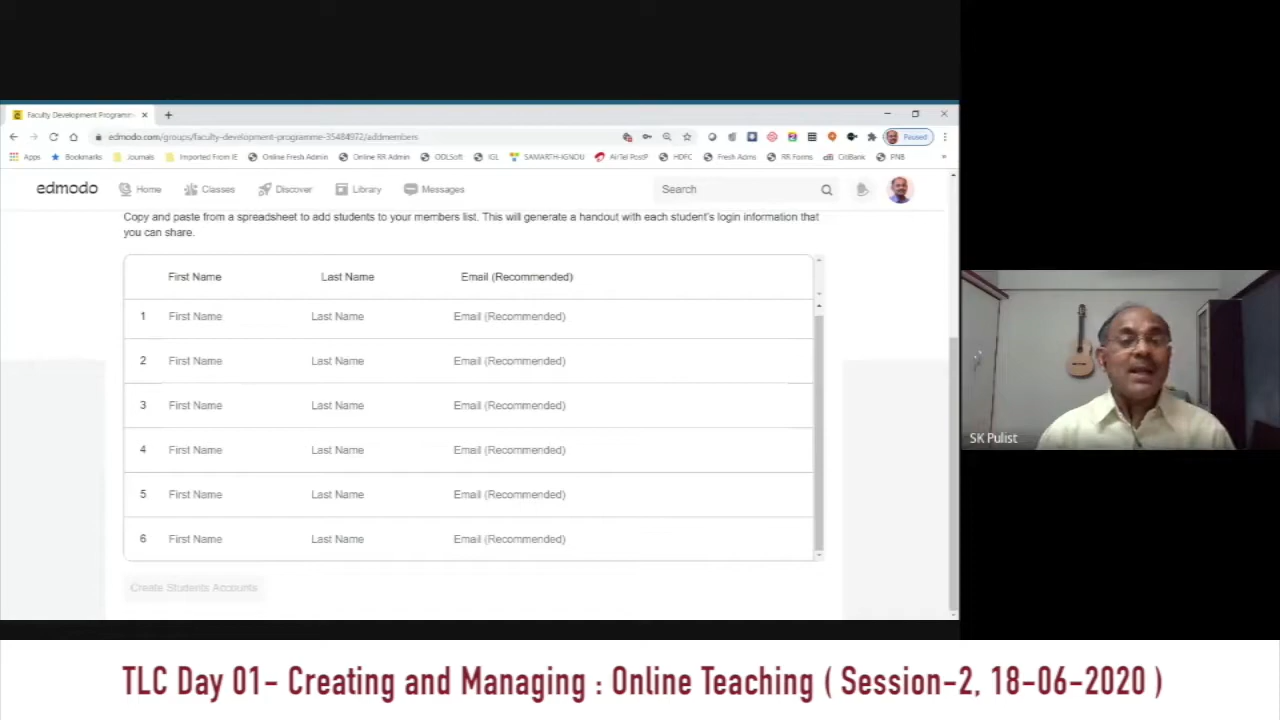 Faculty Development Programm
edmodo.com/groups/faculty-development-programme-35484972/addmembers
Paused
Apps Bookmarks Journals Imported From IE Online Fresh Admin Online RR Admin ODLSoft IGL SAMARTH-IGNOU AirTel PostP HDFC Fresh Adms RR Forms CitiBank PNB
edmodo Home Classes Discover Library Messages Search
Copy and paste from a spreadsheet to add students to your members list. This will generate a handout with each student's login information that
you can share.
First Name Last Name Email (Recommended)
1 First Name Last Name Email (Recommended)
2 First Name Last Name Email (Recommended)
3 First Name Last Name Email (Recommended)
4 First Name Last Name Email (Recommended)
5 First Name Last Name Email (Recommended)
6 First Name Last Name Email (Recommended)
Create Students Accounts
SK Pulist
TLC Day 01- Creating and Managing : Online Teaching ( Session-2, 18-06-2020 )